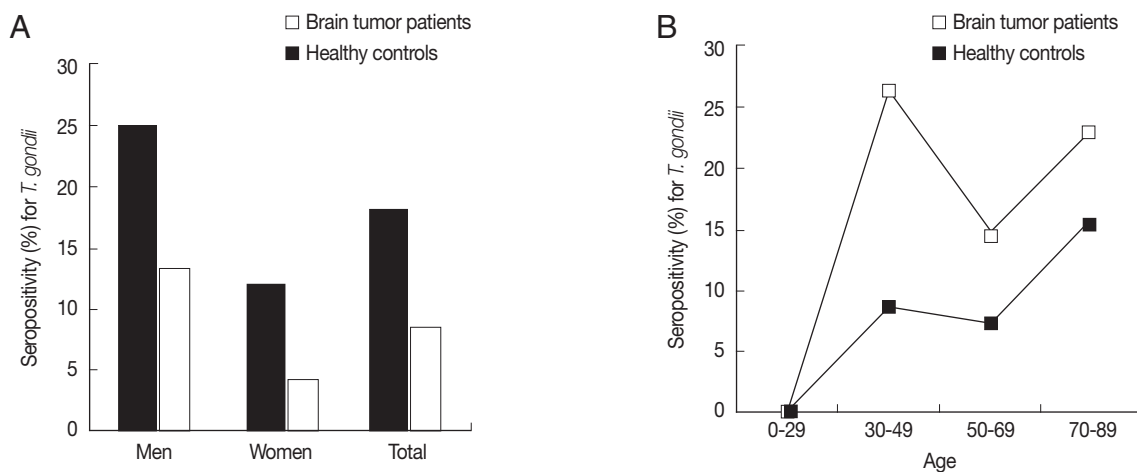 A
Brain tumor patients
Healthy controls
Seropositivity (%) for T. gondii
30
25
20
15
10
5
0
Men Women Total
B
Brain tumor patients
Healthy controls
Seropositivity (%) for T. gondii
30
25
20
15
10
5
0
0-29 30-49 50-69 70-89
Age